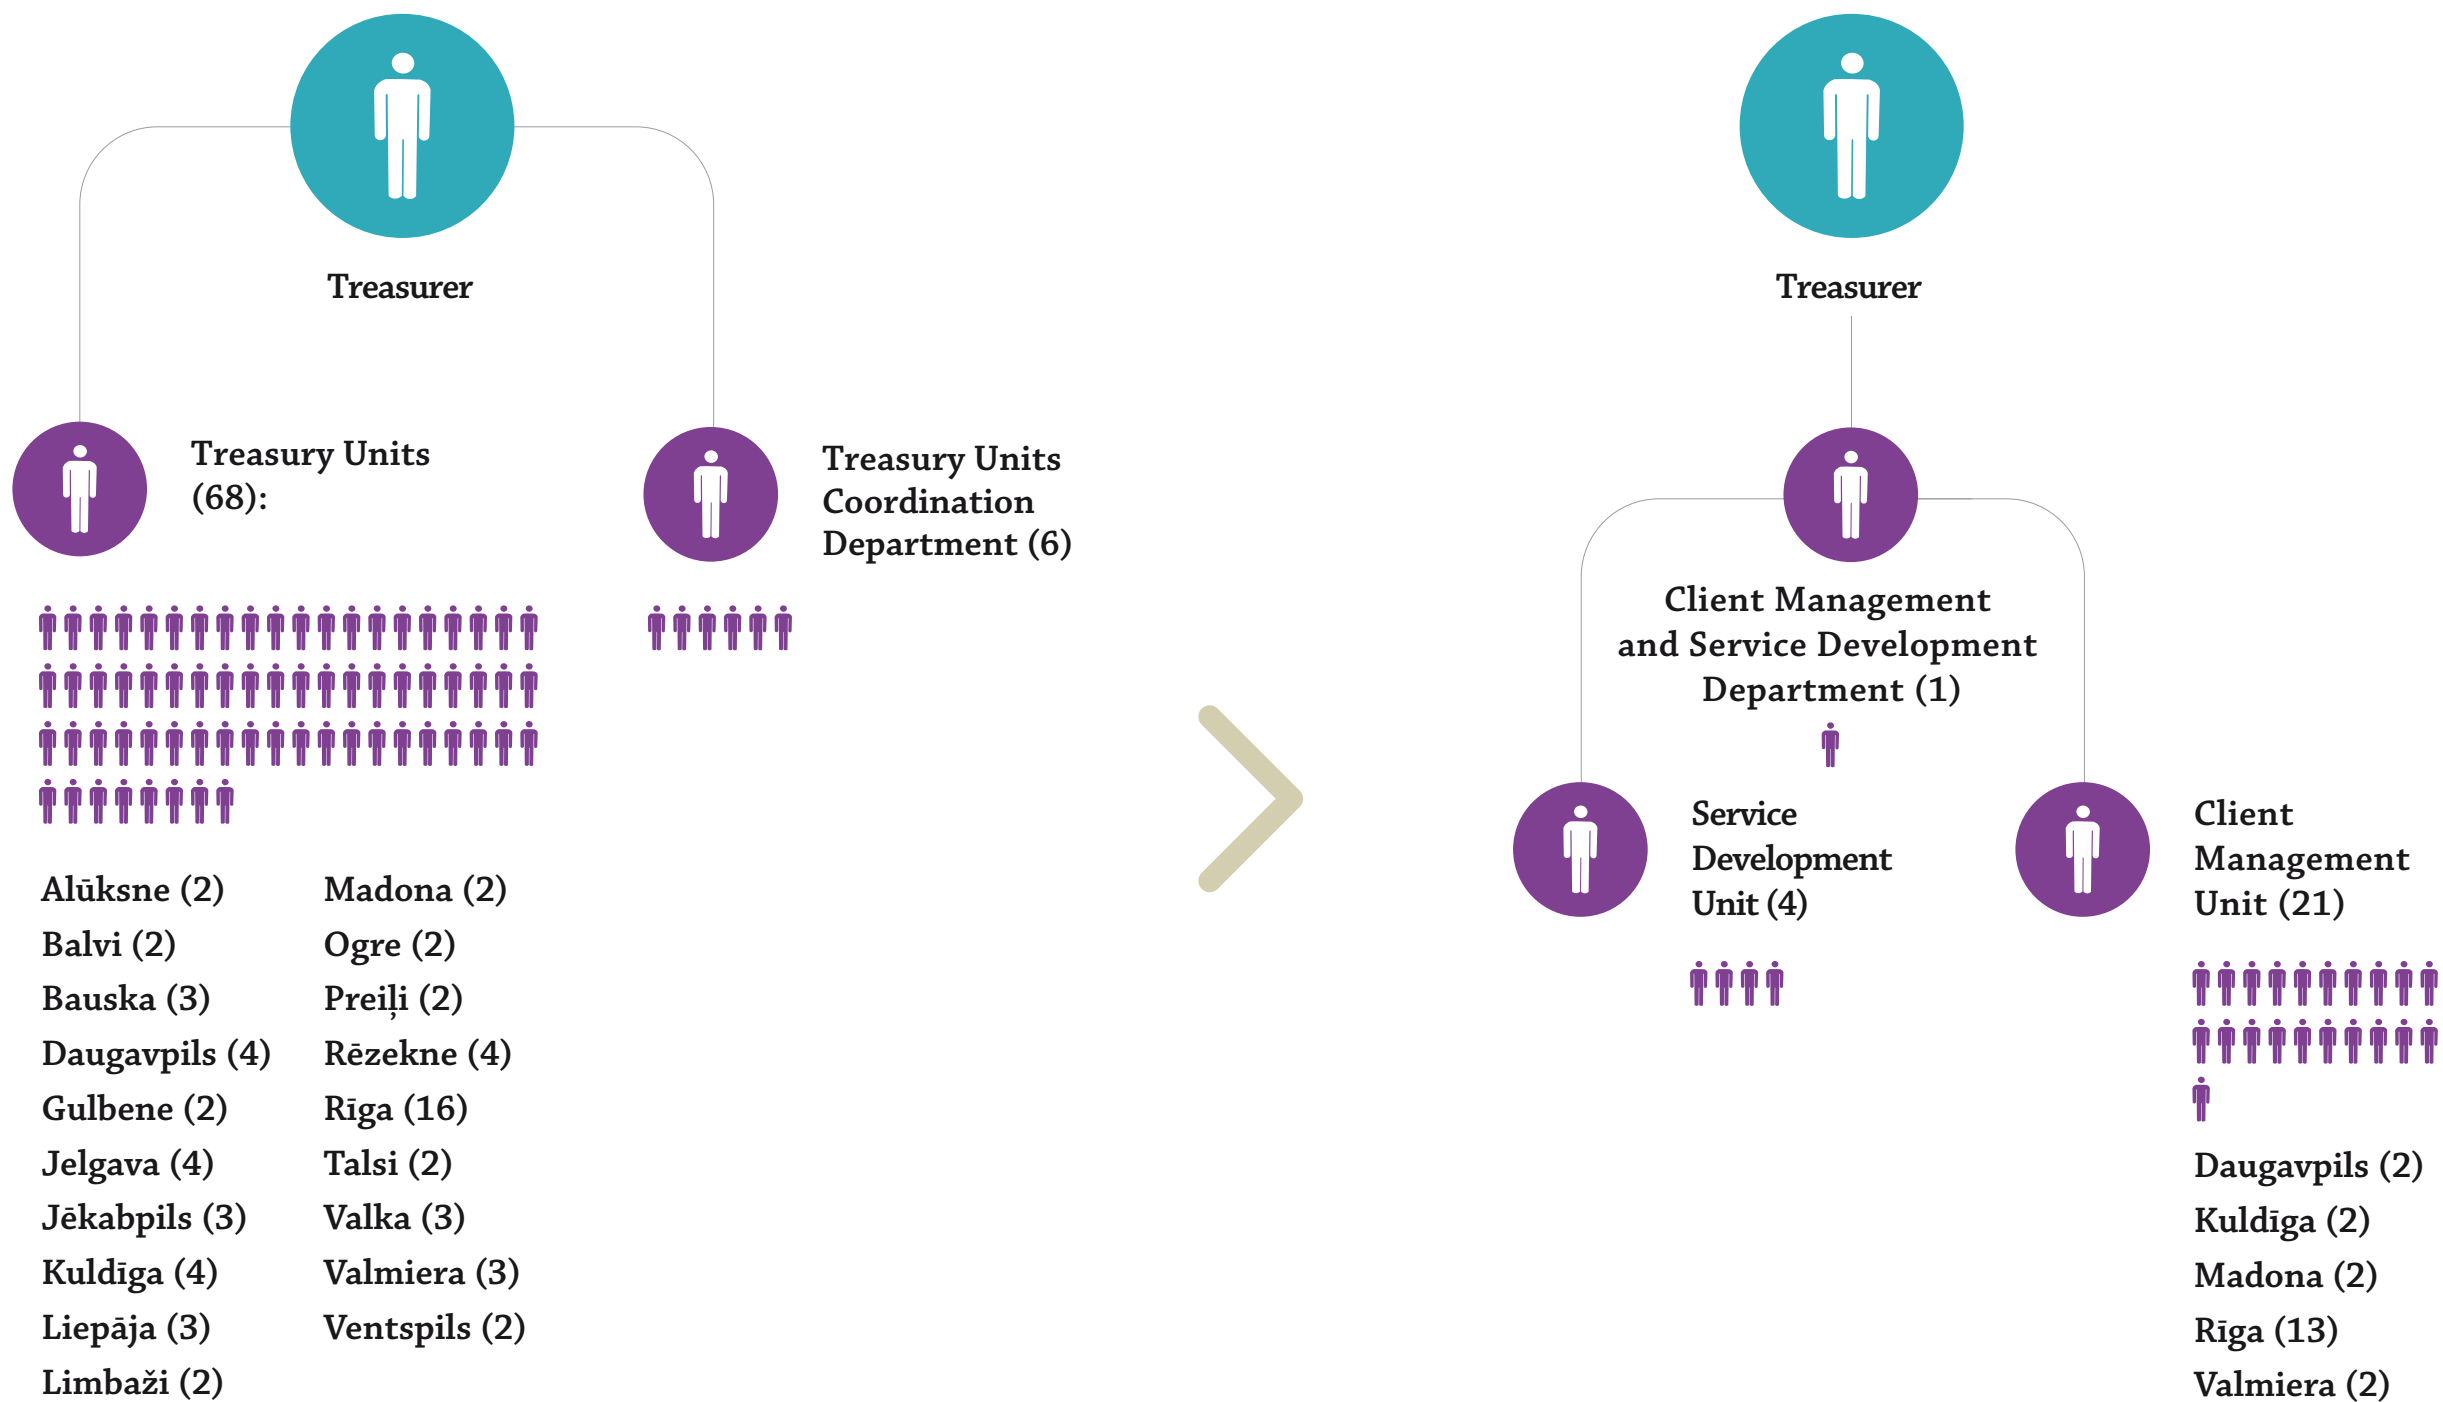 Treasurer
Treasury Units
(68):
Treasury Units
Coordination
Department (6)
Alūksne (2)
Balvi (2)
Bauska (3)
Daugavpils (4)
Gulbene (2)
Jelgava (4)
Jēkabpils (3)
Kuldīga (4)
Liepāja (3)
Limbaži (2)
Madona (2)
Ogre (2)
Preiļi (2)
Rēzekne (4)
Rīga (16)
Talsi (2)
Valka (3)
Valmiera (3)
Ventspils (2)
Treasurer
Client Management
and Service Development
Department (1)
Service
Development
Unit (4)
Client
Management
Unit (21)
Daugavpils (2)
Kuldīga (2)
Madona (2)
Rīga (13)
Valmiera (2)